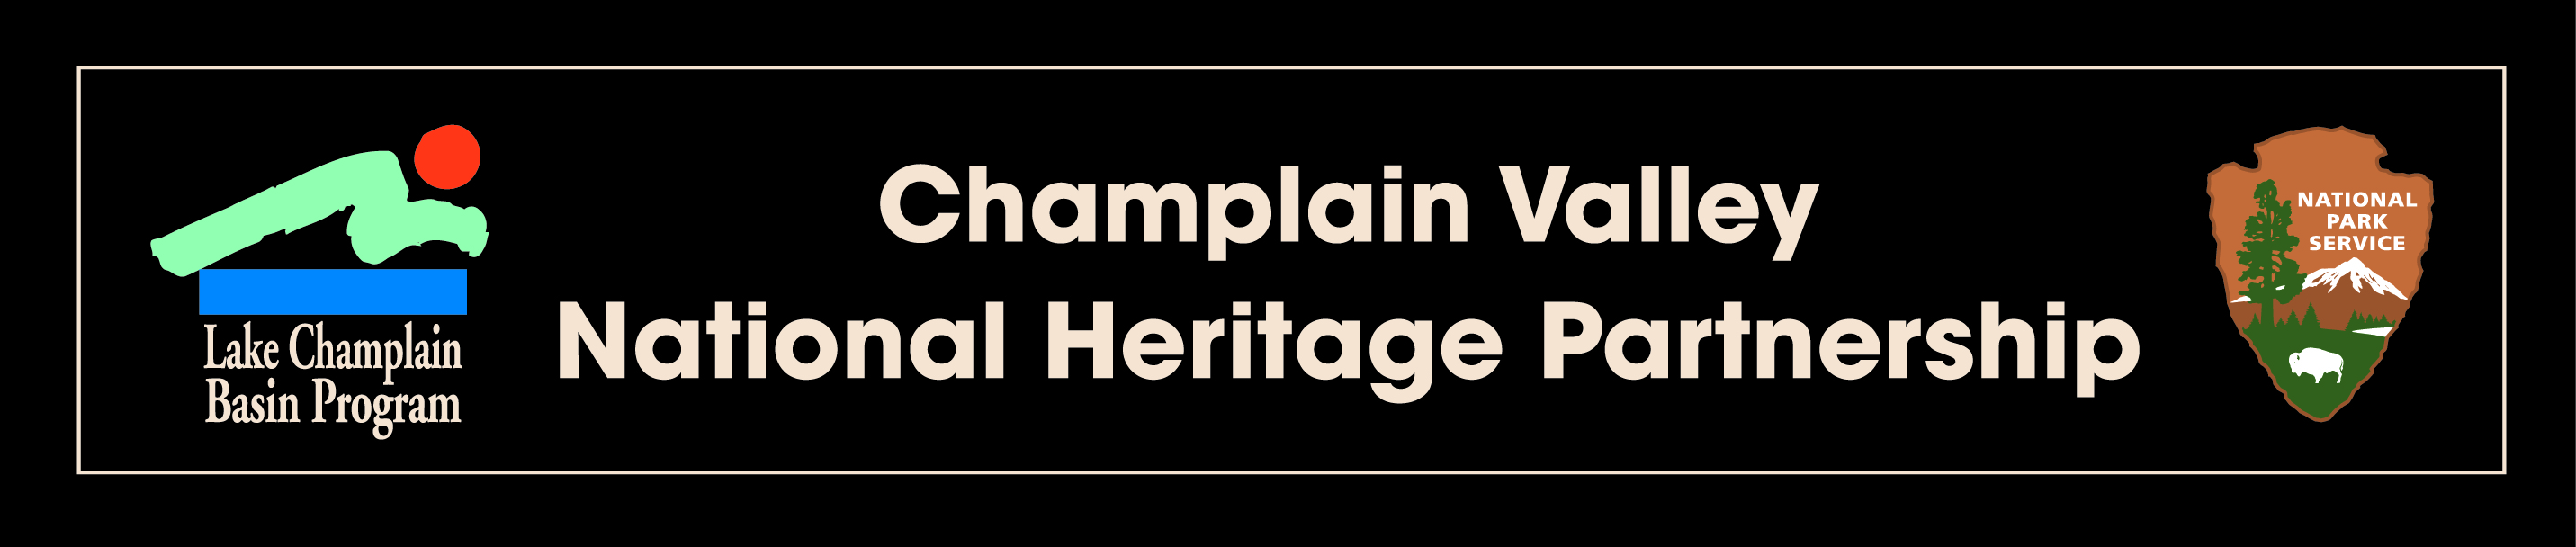 Lake Champlain
Basin Program
Champlain Valley
National Heritage Partnership
NATIONAL
PARK
SERVICE